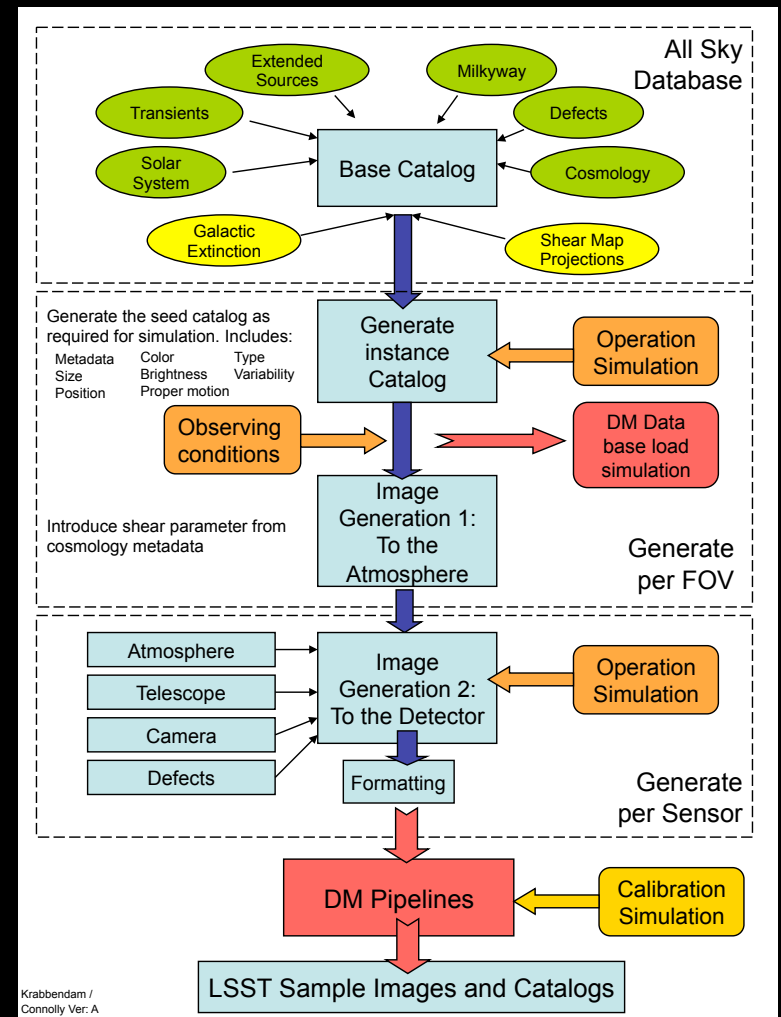 All Sky
Database
Extended
Sources
Milkyway
Transients
Defects
Solar
System
Base Catalog
Cosmology
Galactic
Extinction
Shear Map
Projections
Generate the seed catalog as
required for simulation. Includes:
Metadata Color Type
Size Brightness Variability
Position Proper motion
Generate
instance
Catalog
Operation
Simulation
Observing
conditions
DM Data
base load
simulation
Introduce shear parameter from
cosmology metadata
Image
Generation 1:
To the
Atmosphere
Generate
per FOV
Atmosphere
Telescope
Camera
Defects
Image
Generation 2:
To the Detector
Operation
Simulation
Formatting
Generate
per Sensor
DM Pipelines
Calibration
Simulation
LSST Sample Images and Catalogs
Krabbendam /
Connolly Ver: A